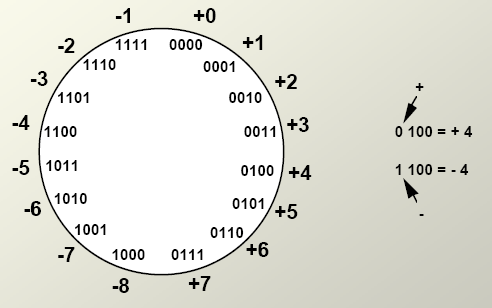 -1 +0
-2 1111 0000 +1
1110 0001
-3 +2
1101 0010
-4 +3
1100 0011
-5 1011 0100 +4
-6 1010 0101 +5
1001 0110
-7 +6
1000 0111
-8 +7
+
0 100 = + 4
1 100 = - 4
-